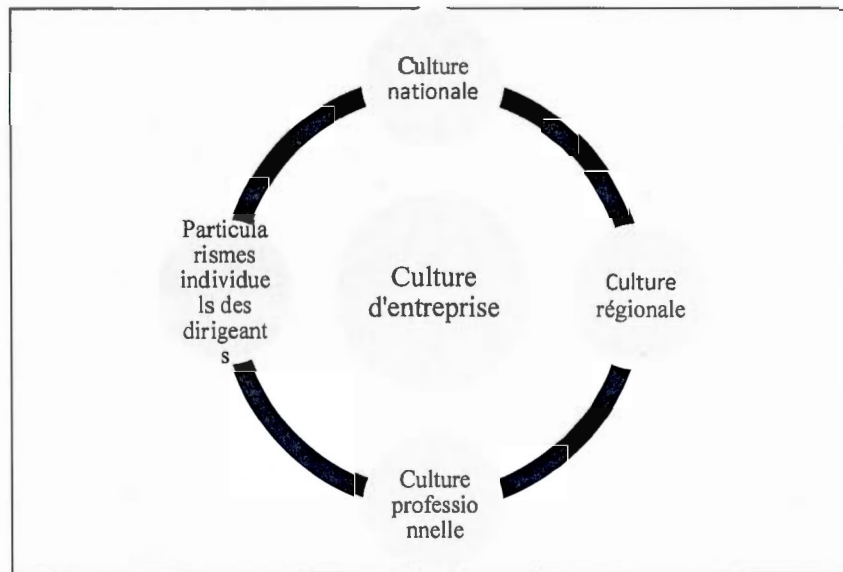 Culture
nationale
Particula
rismes
individue
ls des
dirigeant
s
Culture
d'entreprise
Culture
régionale
Culture
professio
nnelle